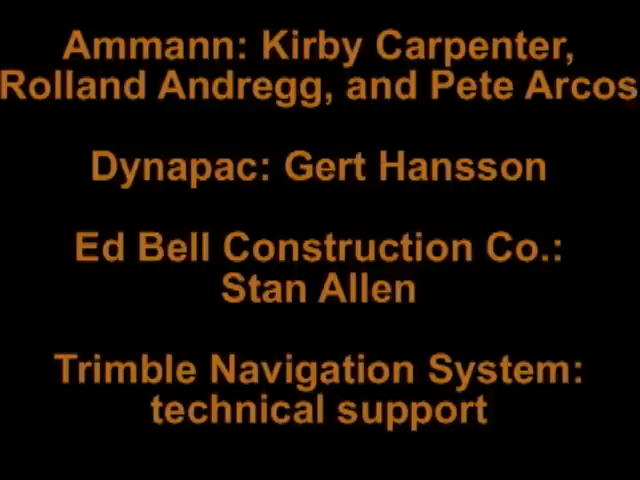 Ammann: Kirby Carpenter,
Rolland Andregg, and Pete Arcos
Dynapac: Gert Hansson
Ed Bell Construction Co.:
Stan Allen
Trimble Navigation System:
technical support